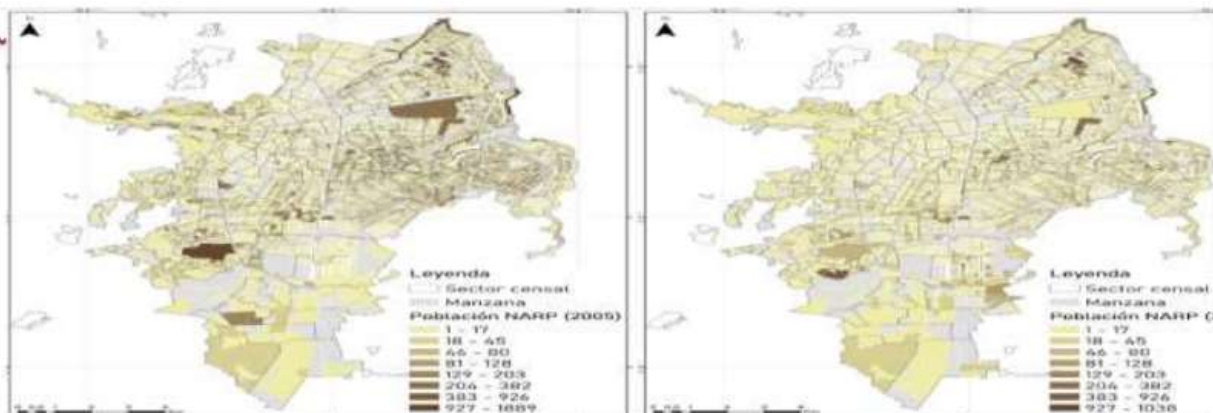 Leyenda
Sector censal
Manzana
Población NARP (2005)
1 - 17
18 - 45
46 - 80
81 - 128
129 - 203
204 - 382
383 - 926
927 - 1889
Leyenda
Sector censal
Manzana
Población NARP (2
1 - 17
18 - 45
46 - 80
81 - 128
129 - 203
204 - 382
383 - 926
927 - 1038